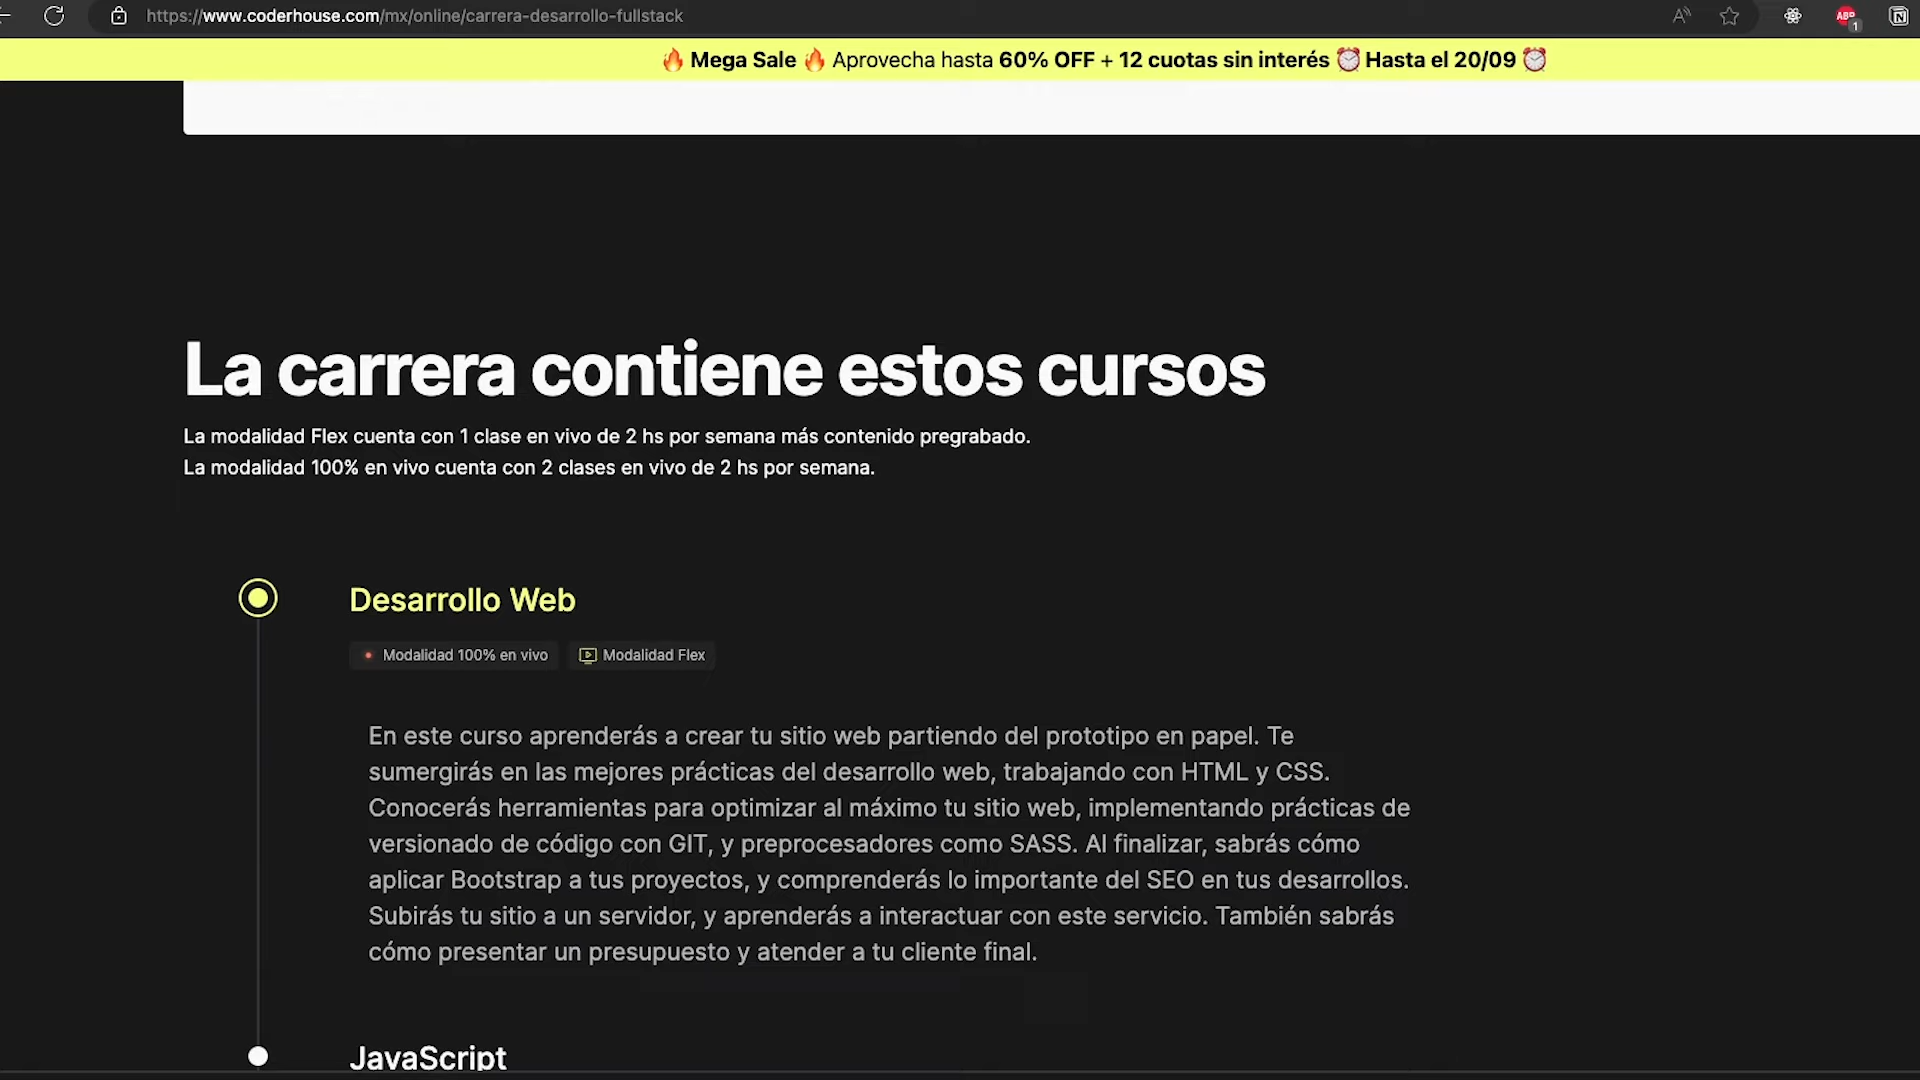 https://www.coderhouse.com/mx/online/carrera-desarrollo-fullstack
A
ABP
1
N
🔥 Mega Sale 🔥 Aprovecha hasta 60% OFF + 12 cuotas sin interés ⏰ Hasta el 20/09 ⏰
La carrera contiene estos cursos
La modalidad Flex cuenta con 1 clase en vivo de 2 hs por semana más contenido pregrabado.
La modalidad 100% en vivo cuenta con 2 clases en vivo de 2 hs por semana.
Desarrollo Web
Modalidad 100% en vivo
Modalidad Flex
En este curso aprenderás a crear tu sitio web partiendo del prototipo en papel. Te
sumergirás en las mejores prácticas del desarrollo web, trabajando con HTML y CSS.
Conocerás herramientas para optimizar al máximo tu sitio web, implementando prácticas de
versionado de código con GIT, y preprocesadores como SASS. Al finalizar, sabrás cómo
aplicar Bootstrap a tus proyectos, y comprenderás lo importante del SEO en tus desarrollos.
Subirás tu sitio a un servidor, y aprenderás a interactuar con este servicio. También sabrás
cómo presentar un presupuesto y atender a tu cliente final.
JavaScript